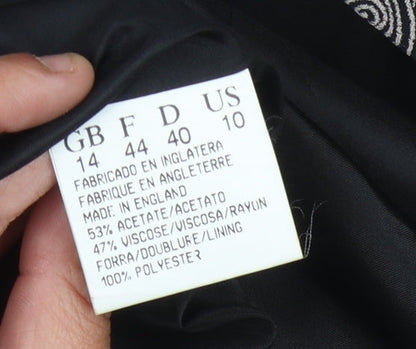 GB F D US
14 44 40 10
FABRICADO EN INGLATERA
FABRIQUE EN ANGLETERRE
MADE IN ENGLAND
53% ACETATE/ACETATO
47% VISCOSE/VISCOSA/RAYON
FORRA/DOUBLURE/LINING
100% POLYESTER